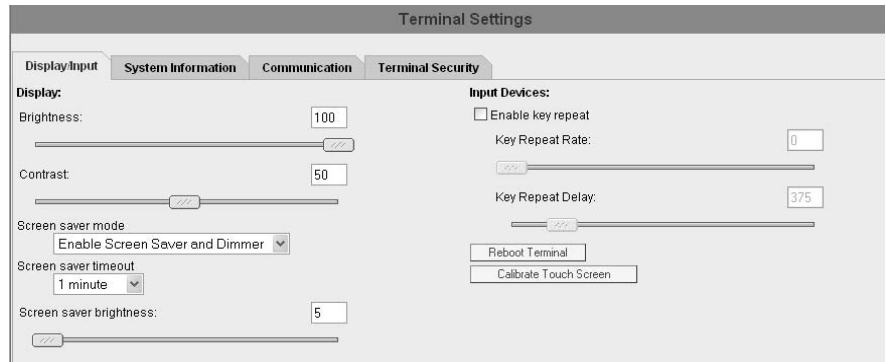 Terminal Settings
Display/Input
System Information
Communication
Terminal Security
Display:
Brightness:
100
Contrast:
50
Screen saver mode
Enable Screen Saver and Dimmer
Screen saver timeout
1 minute
Screen saver brightness:
5
Input Devices:
Enable key repeat
Key Repeat Rate:
0
Key Repeat Delay:
375
Reboot Terminal
Calibrate Touch Screen